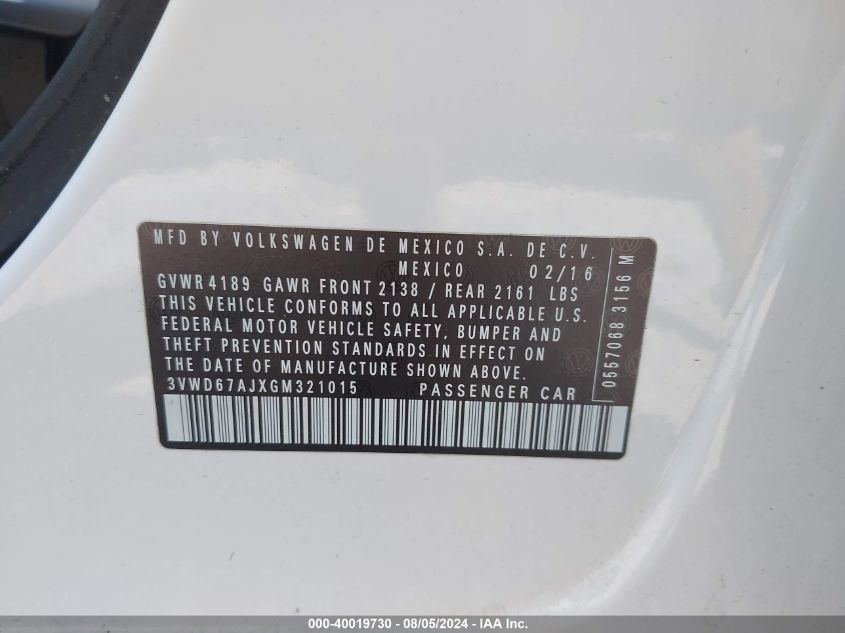 MFD BY VOLKSWAGEN DE MEXICO S.A. DE C.V.
MEXICO 02/16
GVWR 4189 GAWR FRONT 2138 / REAR 2161 LBS
THIS VEHICLE CONFORMS TO ALL APPLICABLE U.S.
FEDERAL MOTOR VEHICLE SAFETY, BUMPER AND
THEFT PREVENTION STANDARDS IN EFFECT ON
THE DATE OF MANUFACTURE SHOWN ABOVE.
3VWD67AJXGM321015 PASSENGER CAR
0557068 3156 M
000-40019730 - 08/05/2024 - IAA Inc.